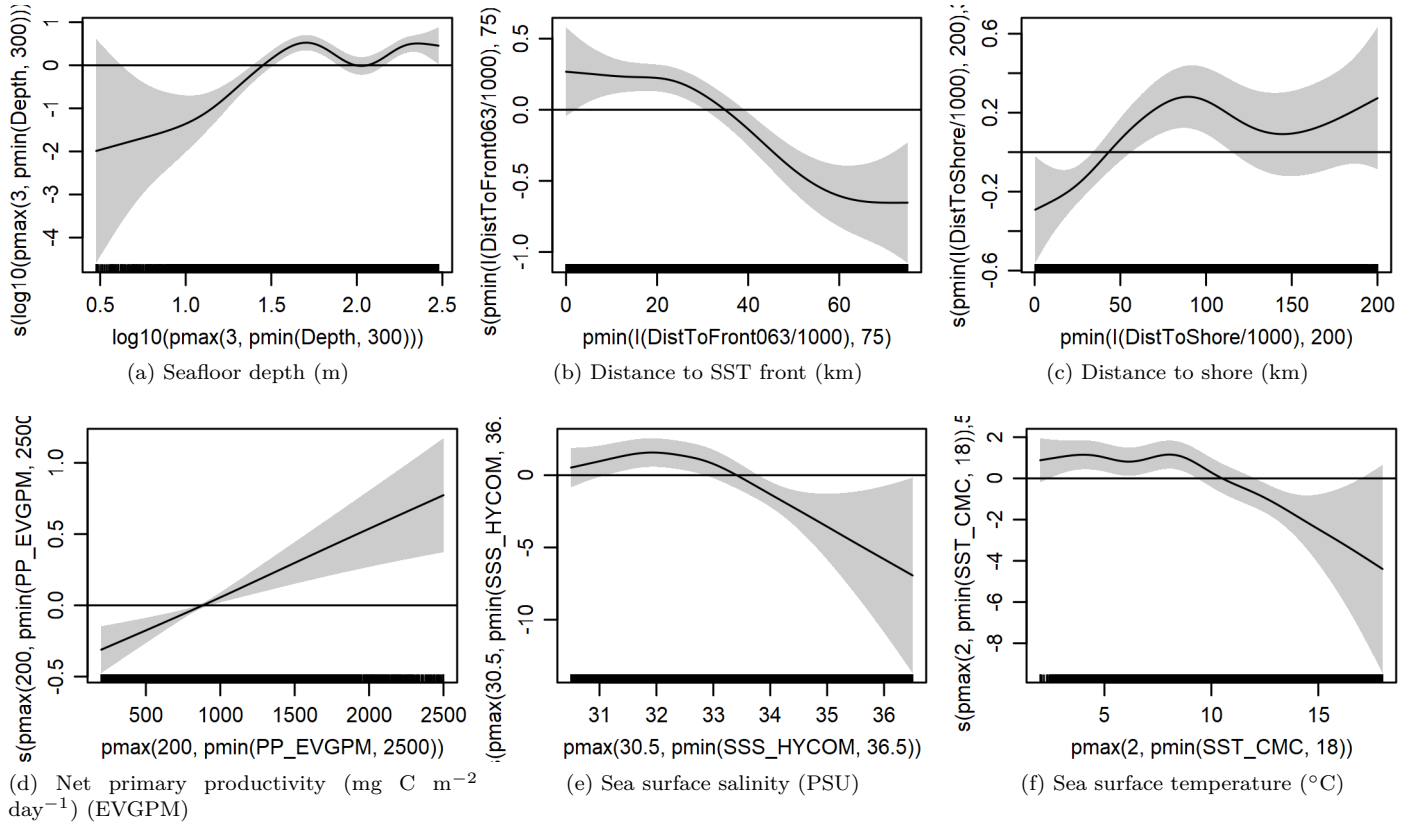 s(log10(pmax(3, pmin(Depth, 300))),
1
0
-1
-2
-3
-4
0.5
1.0
1.5
2.0
2.5
log10(pmax(3, pmin(Depth, 300)))
(a) Seafloor depth (m)
s(pmin(I(DistToFront063/1000), 75)
0.5
0.0
-0.5
-1.0
0
20
40
60
pmin(I(DistToFront063/1000), 75)
(b) Distance to SST front (km)
s(pmin(I(DistToShore/1000), 200),
0.6
0.2
-0.2
-0.6
0
50
100
150
200
pmin(I(DistToShore/1000), 200)
(c) Distance to shore (km)
s(pmax(200, pmin(PP_EVGPM, 2500
1.0
0.5
0.0
-0.5
500
1000
1500
2000
2500
pmax(200, pmin(PP_EVGPM, 2500))
(d) Net primary productivity (mg C m−2
day−1) (EVGPM)
(pmax(30.5, pmin(SSS_HYCOM, 36.
0
-5
-10
31
32
33
34
35
36
pmax(30.5, pmin(SSS_HYCOM, 36.5))
(e) Sea surface salinity (PSU)
s(pmax(2, pmin(SST_CMC, 18)),
2
0
-2
-4
-6
-8
5
10
15
pmax(2, pmin(SST_CMC, 18))
(f) Sea surface temperature (°C)